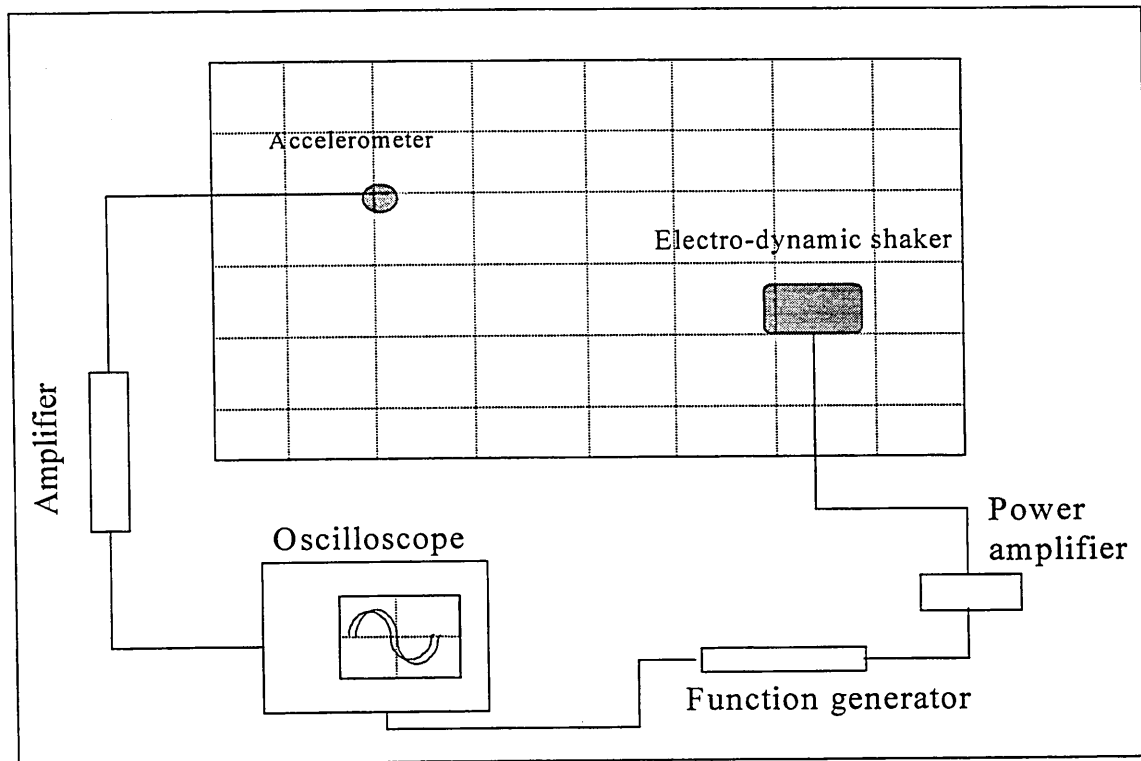 Accelerometer
Electro-dynamic shaker
Amplifier
Oscilloscope
Power
amplifier
Function generator